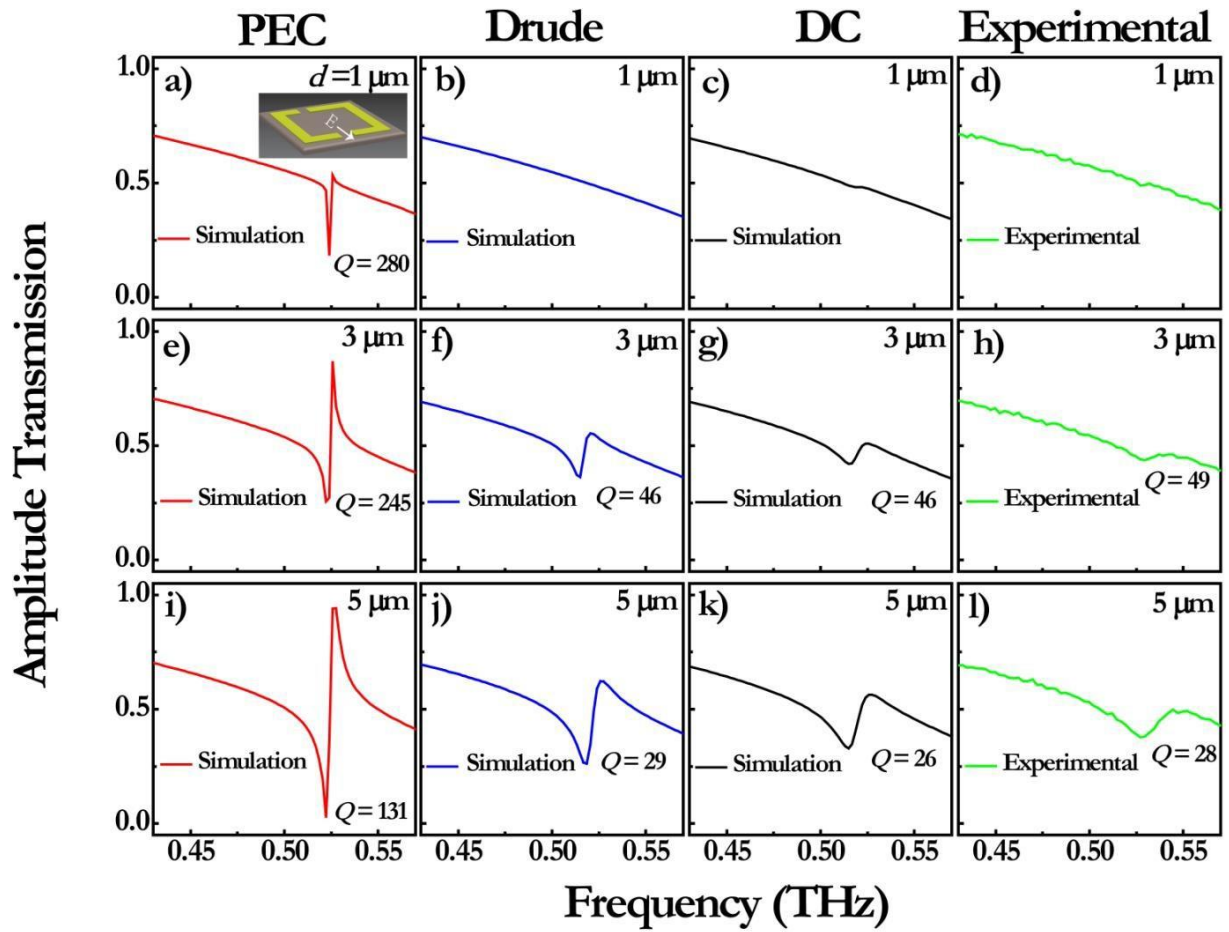 PEC
Drude
DC
Experimental
Amplitude Transmission
1.0
0.5
0.0
a)
d =1 μm
E
Simulation
Q = 280
b)
1 μm
Simulation
c)
1 μm
Simulation
d)
1 μm
Experimental
1.0
0.5
0.0
e)
3 μm
Simulation
Q = 245
f)
3 μm
Simulation
Q = 46
g)
3 μm
Simulation
Q = 46
h)
3 μm
Experimental
Q = 49
1.0
0.5
0.0
i)
5 μm
Simulation
Q = 131
j)
5 μm
Simulation
Q = 29
k)
5 μm
Simulation
Q = 26
l)
5 μm
Experimental
Q = 28
0.45 0.50 0.55
0.45 0.50 0.55
0.45 0.50 0.55
0.45 0.50 0.55
Frequency (THz)